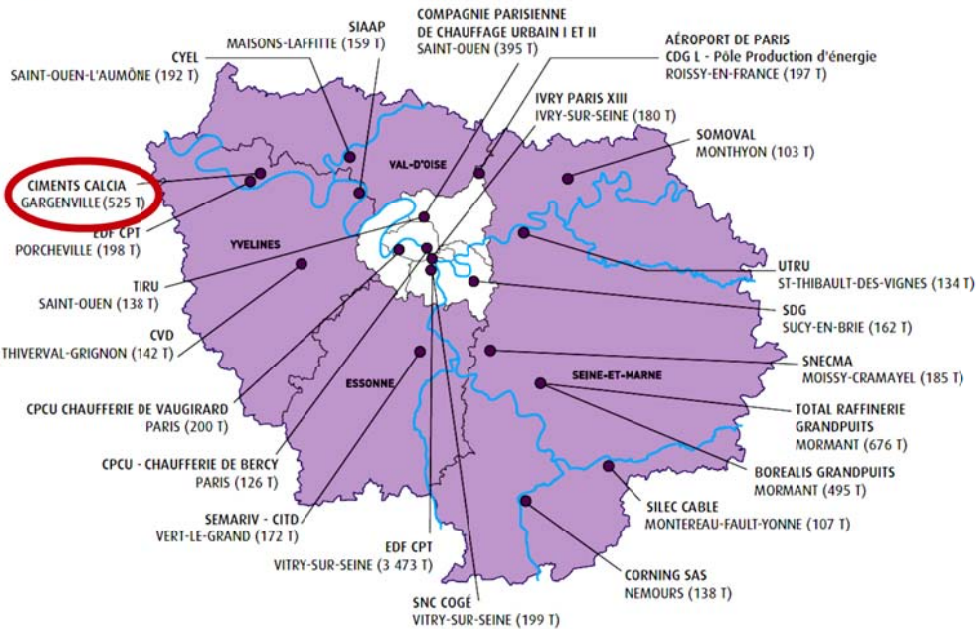 SIAAP
MAISONS-LAFFITTE (159 T)
COMPAGNIE PARISIENNE
DE CHAUFFAGE URBAIN I ET II
SAINT-OUEN (395 T)
CYEL
SAINT-OUEN-L'AUMÔNE (192 T)
AÉROPORT DE PARIS
CDG L - Pôle Production d'énergie
ROISSY-EN-FRANCE (197 T)
IVRY PARIS XIII
IVRY-SUR-SEINE (180 T)
SOMOVAL
MONTHYON (103 T)
VAL-D'OISE
CIMENTS CALCIA
GARGENVILLE (525 T)
EDF CPT
PORCHEVILLE (198 T)
YVELINES
TIRU
SAINT-OUEN (138 T)
UTRU
ST-THIBAULT-DES-VIGNES (134 T)
SDG
SUCY-EN-BRIE (162 T)
CVD
THIVERVAL-GRIGNON (142 T)
SNECMA
MOISSY-CRAMAYEL (185 T)
ESSONNE
SEINE-ET-MARNE
CPCU CHAUFFERIE DE VAUGIRARD
PARIS (200 T)
TOTAL RAFFINERIE
GRANDPUITS
MORMANT (676 T)
CPCU - CHAUFFERIE DE BERCY
PARIS (126 T)
BOREALIS GRANDPUITS
MORMANT (495 T)
SEMARIV - CITD
VERT-LE-GRAND (172 T)
SILEC CABLE
MONTEREAU-FAULT-YONNE (107 T)
EDF CPT
VITRY-SUR-SEINE (3 473 T)
CORNING SAS
NEMOURS (138 T)
SNC COGÉ
VITRY-SUR-SEINE (199 T)